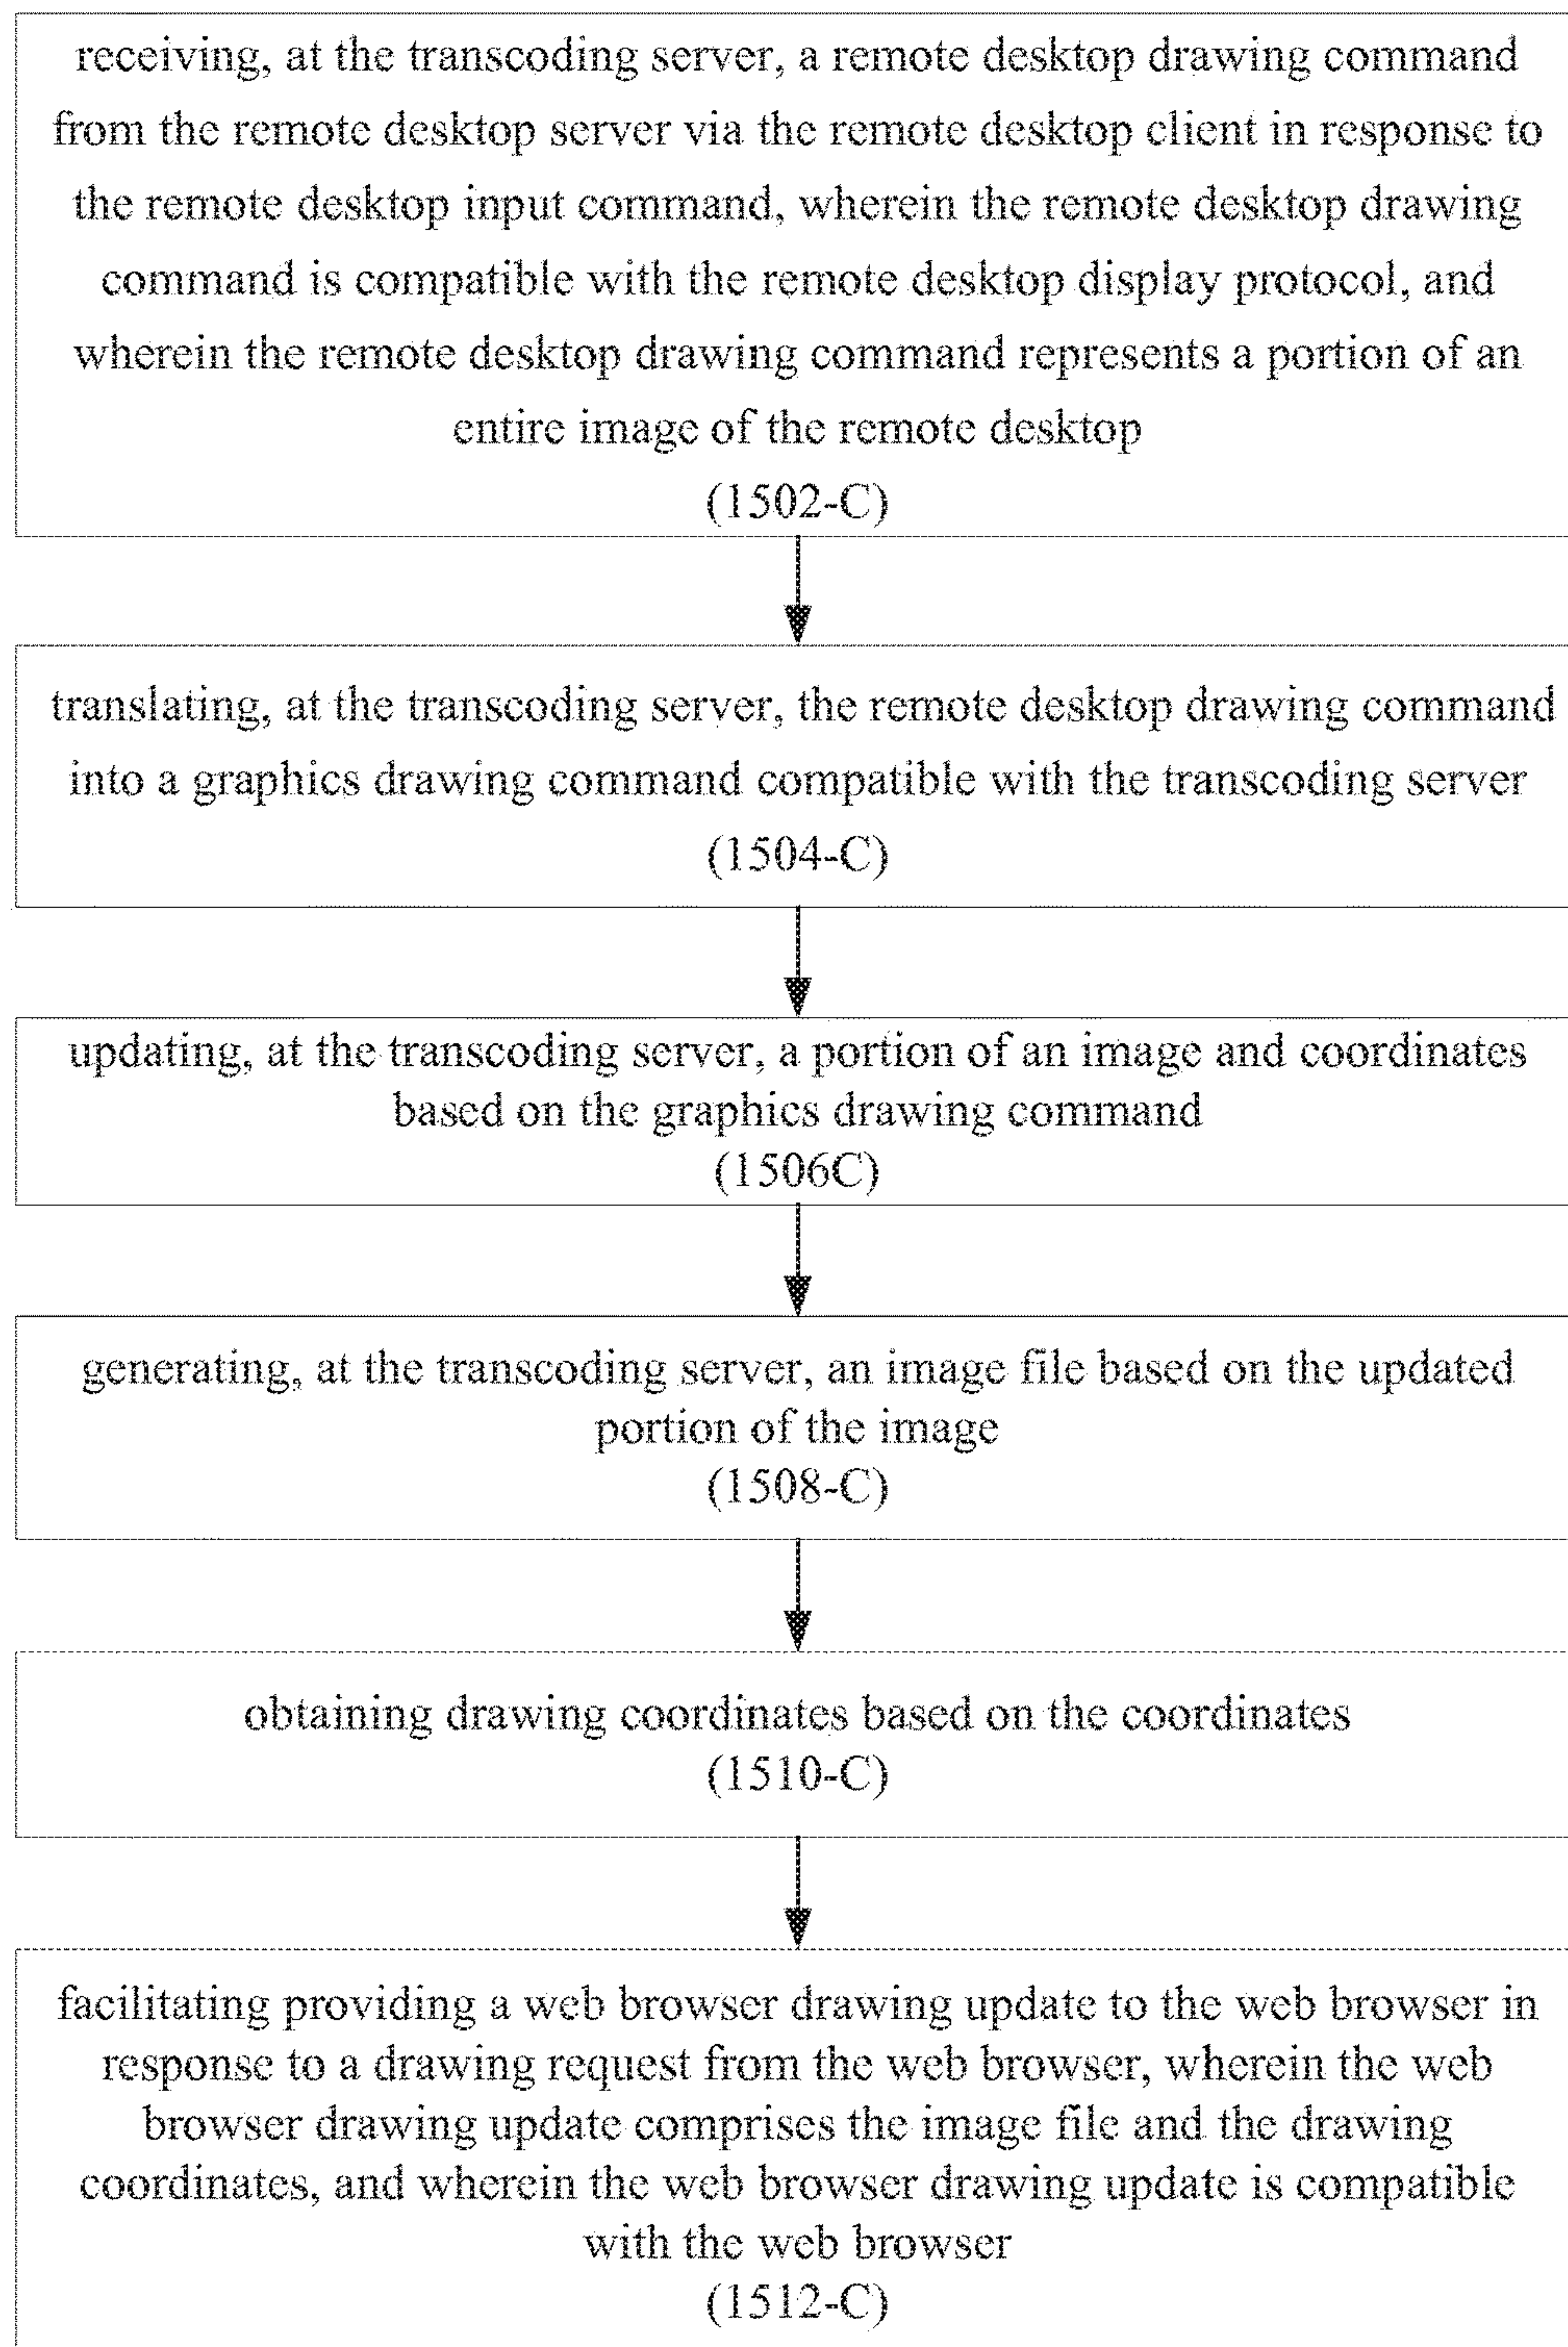 receiving, at the transcoding server, a remote desktop drawing command
from the remote desktop server via the remote desktop client in response to
the remote desktop input command, wherein the remote desktop drawing
command is compatible with the remote desktop display protocol, and
wherein the remote desktop drawing command represents a portion of an
entire image of the remote desktop
(1502-C)
translating, at the transcoding server, the remote desktop drawing command
into a graphics drawing command compatible with the transcoding server
(1504-C)
updating, at the transcoding server, a portion of an image and coordinates
based on the graphics drawing command
(1506C)
generating, at the transcoding server, an image file based on the updated
portion of the image
(1508-C)
obtaining drawing coordinates based on the coordinates
(1510-C)
facilitating providing a web browser drawing update to the web browser in
response to a drawing request from the web browser, wherein the web
browser drawing update comprises the image file and the drawing
coordinates, and wherein the web browser drawing update is compatible
with the web browser
(1512-C)